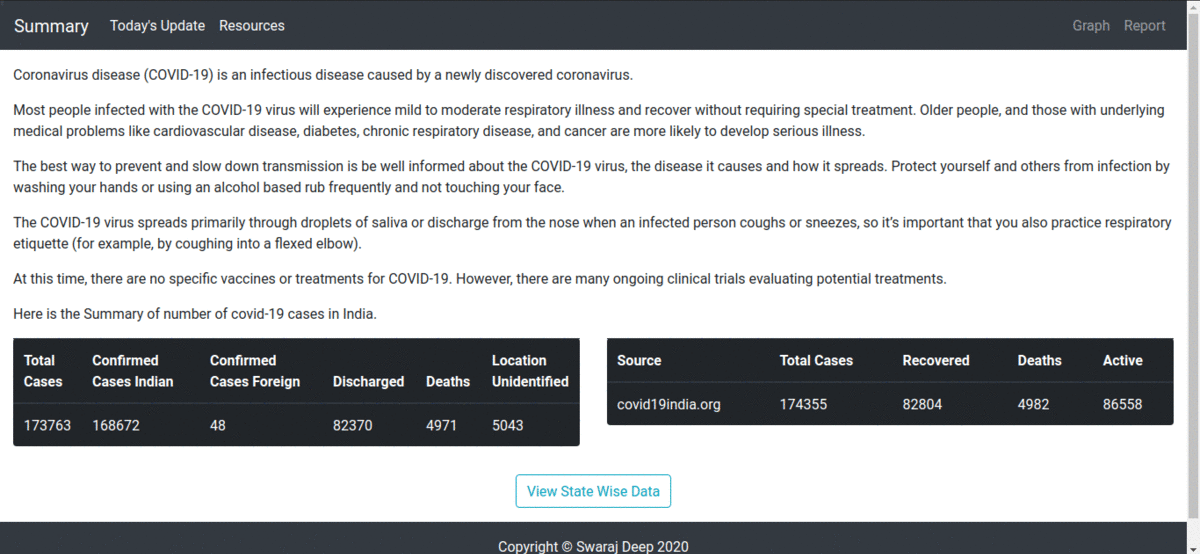 Summary Today's Update Resources Graph Report
Coronavirus disease (COVID-19) is an infectious disease caused by a newly discovered coronavirus.
Most people infected with the COVID-19 virus will experience mild to moderate respiratory illness and recover without requiring special treatment. Older people, and those with underlying
medical problems like cardiovascular disease, diabetes, chronic respiratory disease, and cancer are more likely to develop serious illness.
The best way to prevent and slow down transmission is be well informed about the COVID-19 virus, the disease it causes and how it spreads. Protect yourself and others from infection by
washing your hands or using an alcohol based rub frequently and not touching your face.
The COVID-19 virus spreads primarily through droplets of saliva or discharge from the nose when an infected person coughs or sneezes, so it’s important that you also practice respiratory
etiquette (for example, by coughing into a flexed elbow).
At this time, there are no specific vaccines or treatments for COVID-19. However, there are many ongoing clinical trials evaluating potential treatments.
Here is the Summary of number of covid-19 cases in India.
Total Confirmed Confirmed Location
Cases Cases Indian Cases Foreign Discharged Deaths Unidentified
173763 168672 48 82370 4971 5043
Source Total Cases Recovered Deaths Active
covid19india.org 174355 82804 4982 86558
View State Wise Data
Copyright © Swaraj Deep 2020